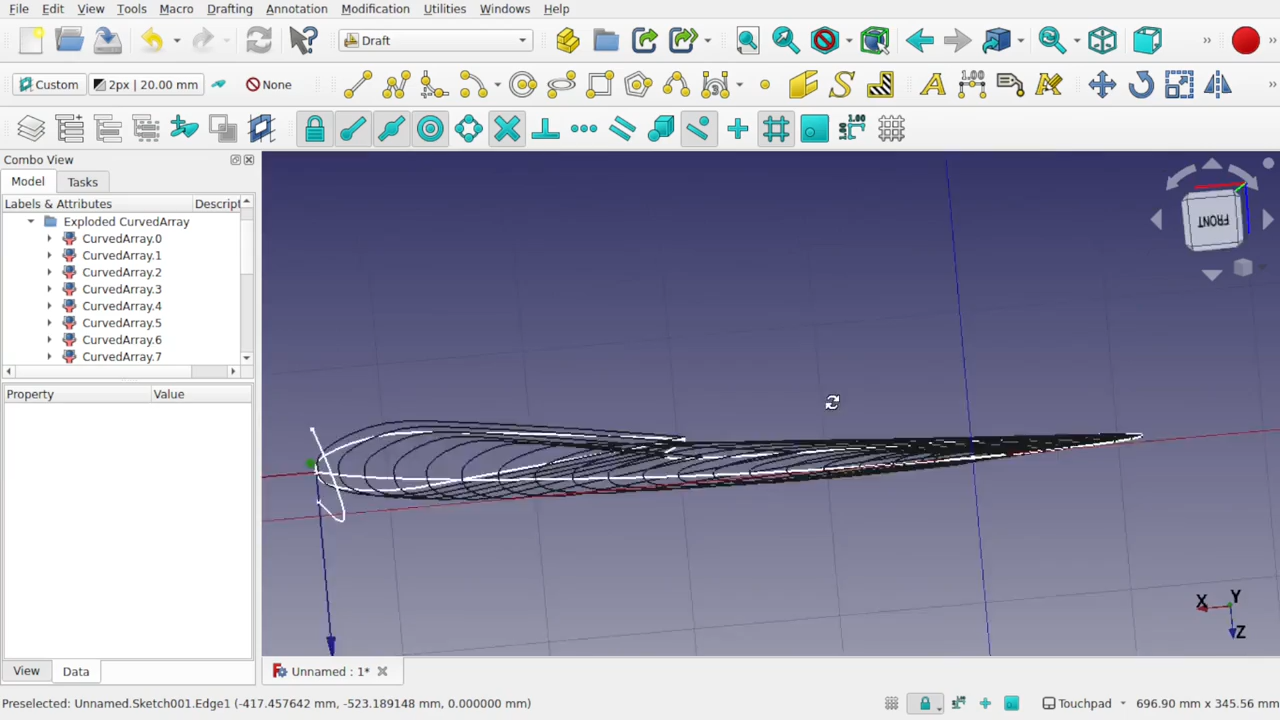 File Edit View Tools Macro Drafting Annotation Modification Utilities Windows Help
Draft
Custom 2px | 20.00 mm None
Combo View
Model Tasks
Labels & Attributes Descript
Exploded CurvedArray
CurvedArray.0
CurvedArray.1
CurvedArray.2
CurvedArray.3
CurvedArray.4
CurvedArray.5
CurvedArray.6
CurvedArray.7
Property Value
FRONT
X Y
Z
View Data
Unnamed : 1*
Preselected: Unnamed.Sketch001.Edge1 (-417.457642 mm, -523.189148 mm, 0.000000 mm) Touchpad 696.90 mm x 345.56 mm